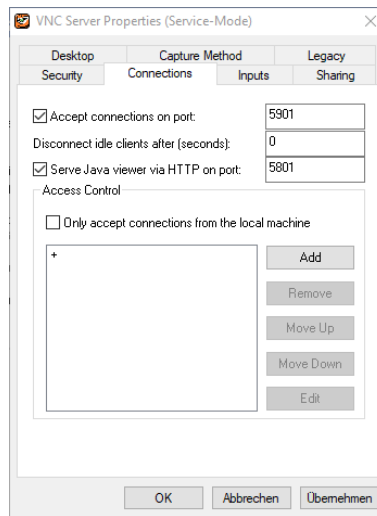 VNC Server Properties (Service-Mode)
Desktop Capture Method Legacy
Security Connections Inputs Sharing
Accept connections on port: 5901
Disconnect idle clients after (seconds): 0
Serve Java viewer via HTTP on port: 5801
Access Control
Only accept connections from the local machine
+
Add
Remove
Move Up
Move Down
Edit
OK Abbrechen Übernehmen